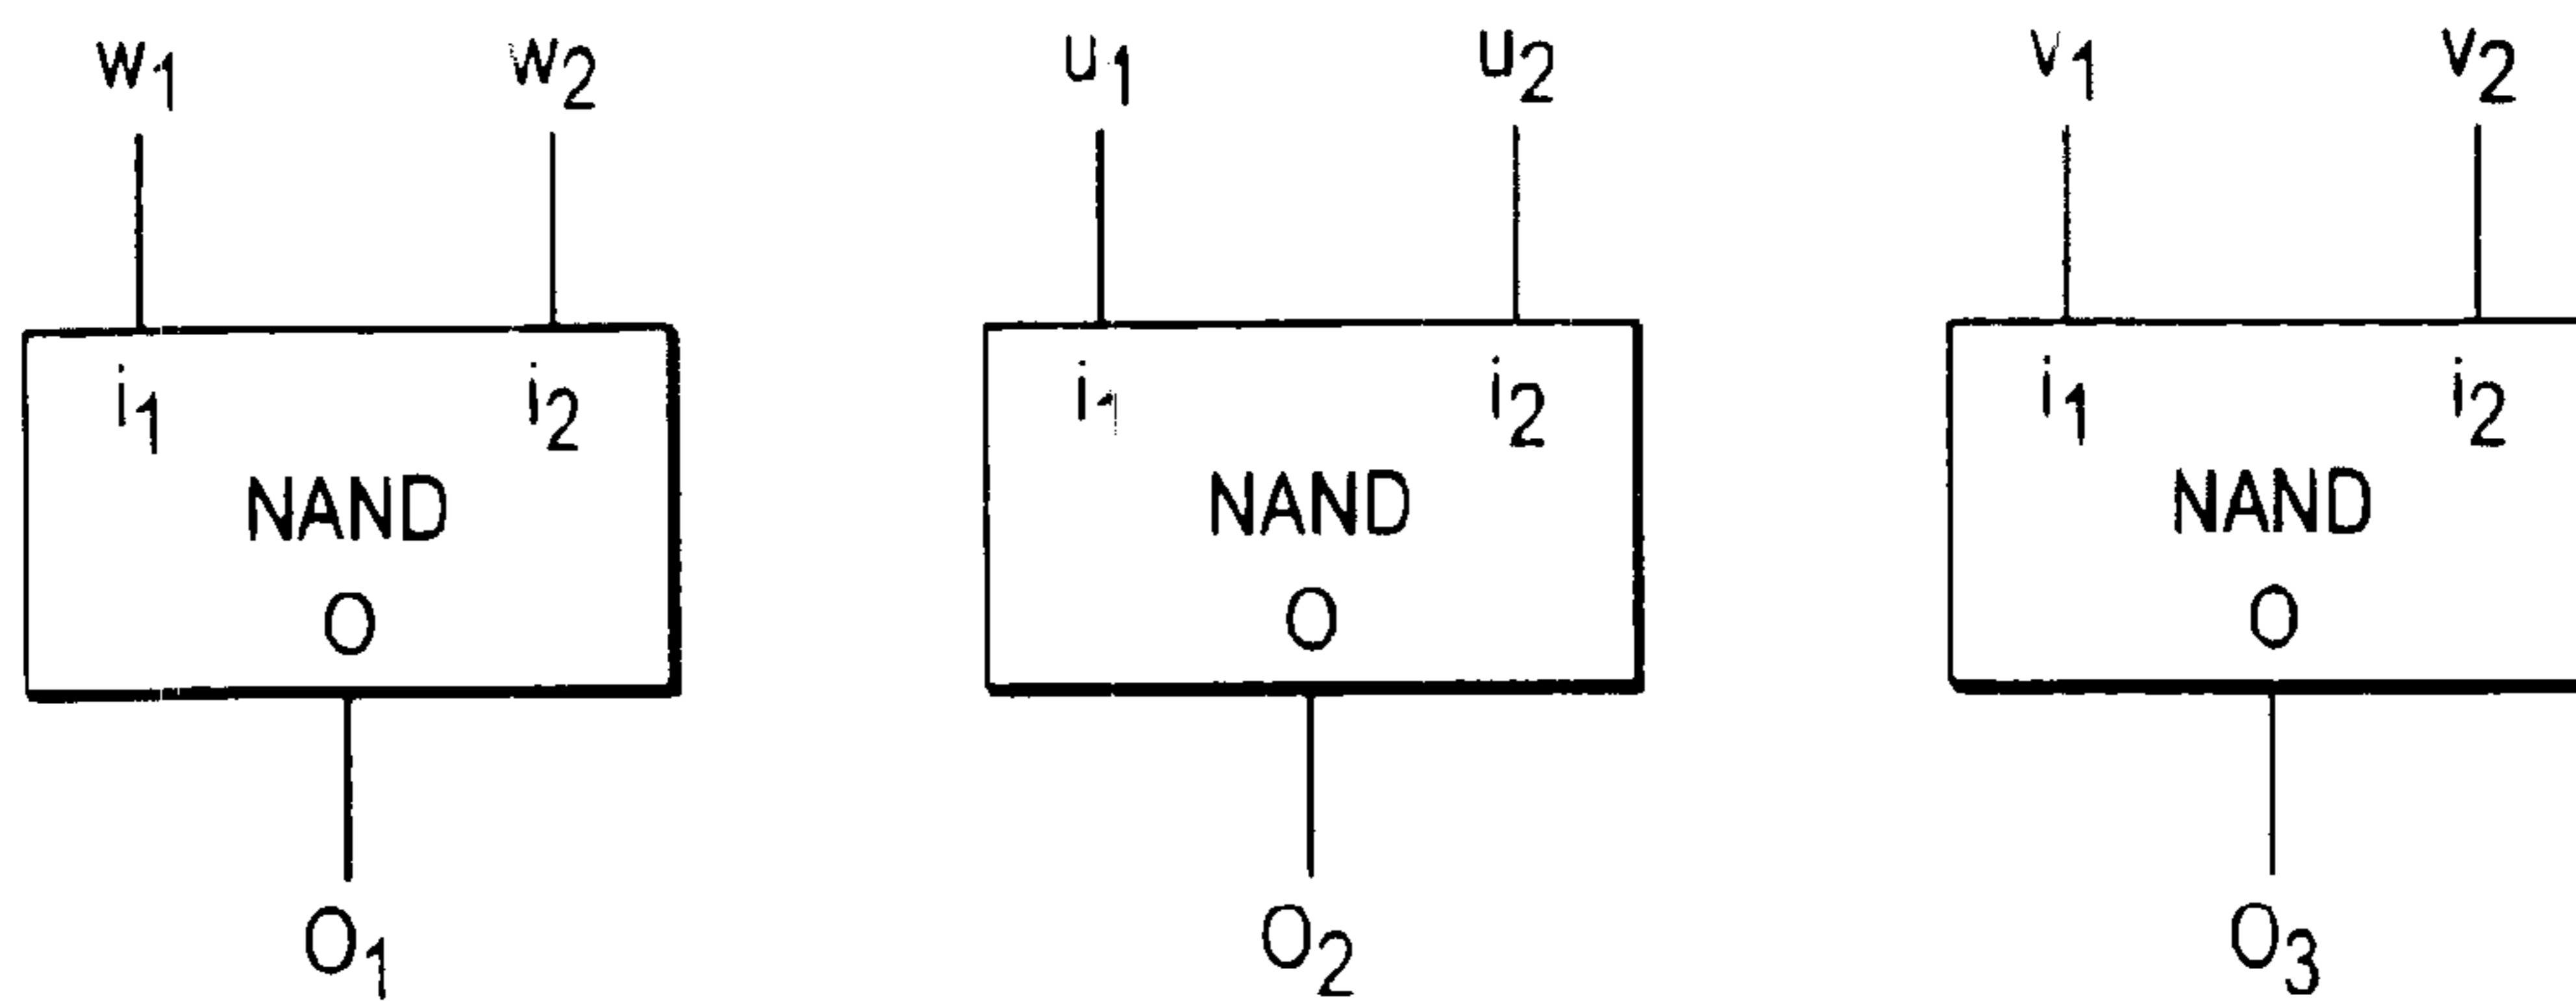 w₁ w₂ u₁ u₂ v₁ v₂
i₁ i₂ i₁ i₂ i₁ i₂
NAND NAND NAND
O O O
O₁ O₂ O₃